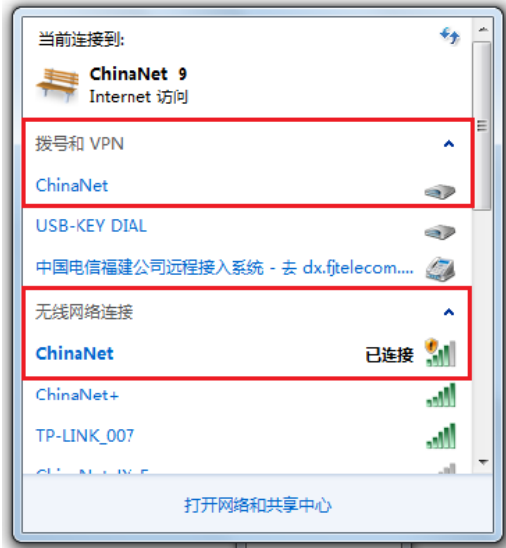 当前连接到:
ChinaNet 9
Internet 访问
拨号和 VPN
ChinaNet
USB-KEY DIAL
中国电信福建公司远程接入系统 - 去 dx.fjtelecom....
无线网络连接
ChinaNet 已连接
ChinaNet+
TP-LINK_007
打开网络和共享中心